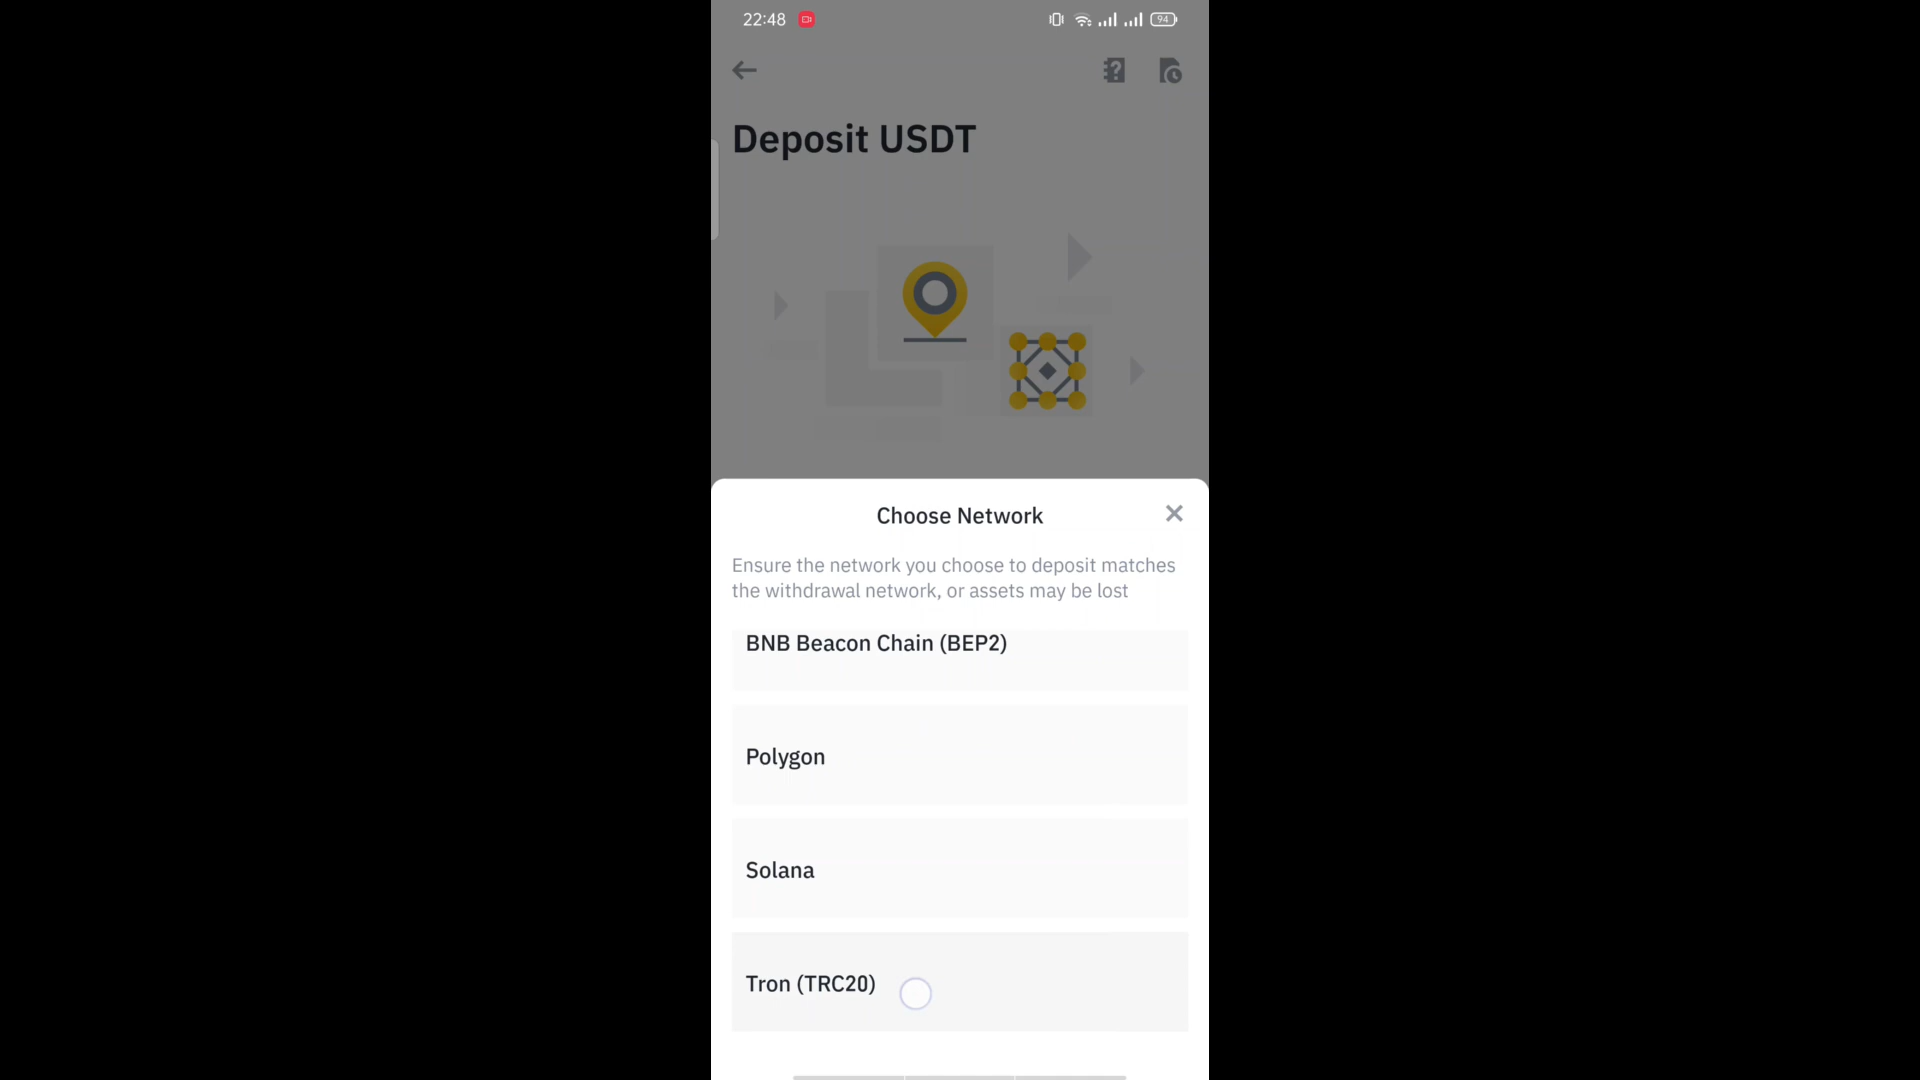 22:48
94
Deposit USDT
Choose Network
Ensure the network you choose to deposit matches
the withdrawal network, or assets may be lost
BNB Beacon Chain (BEP2)
Polygon
Solana
Tron (TRC20)